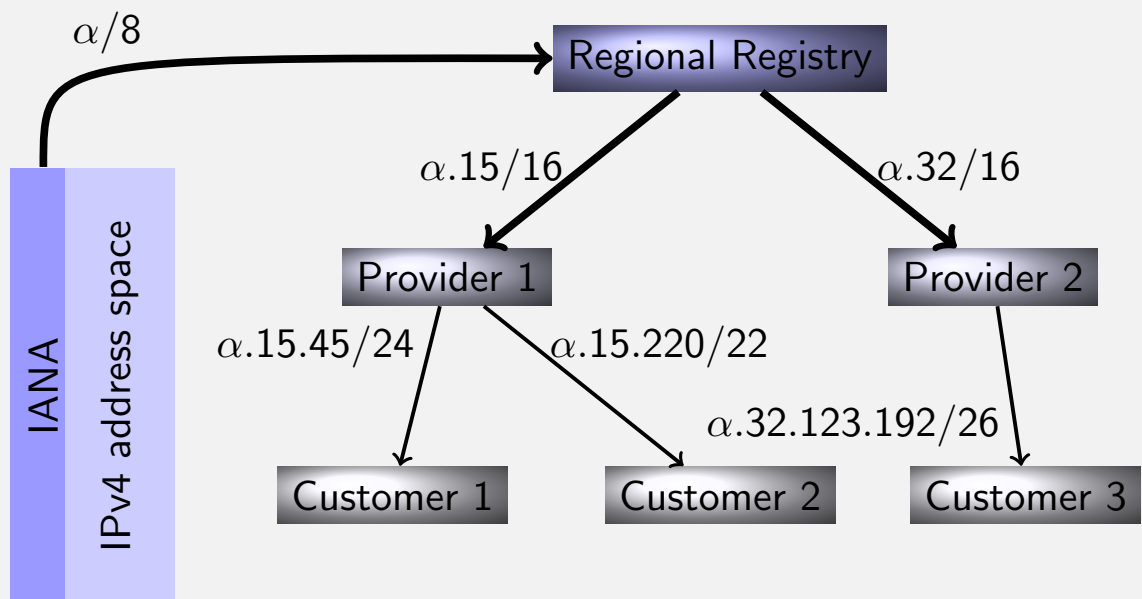 α/8
Regional Registry
α.15/16
α.32/16
Provider 1
Provider 2
α.15.45/24
α.15.220/22
α.32.123.192/26
Customer 1
Customer 2
Customer 3
IANA
IPv4 address space